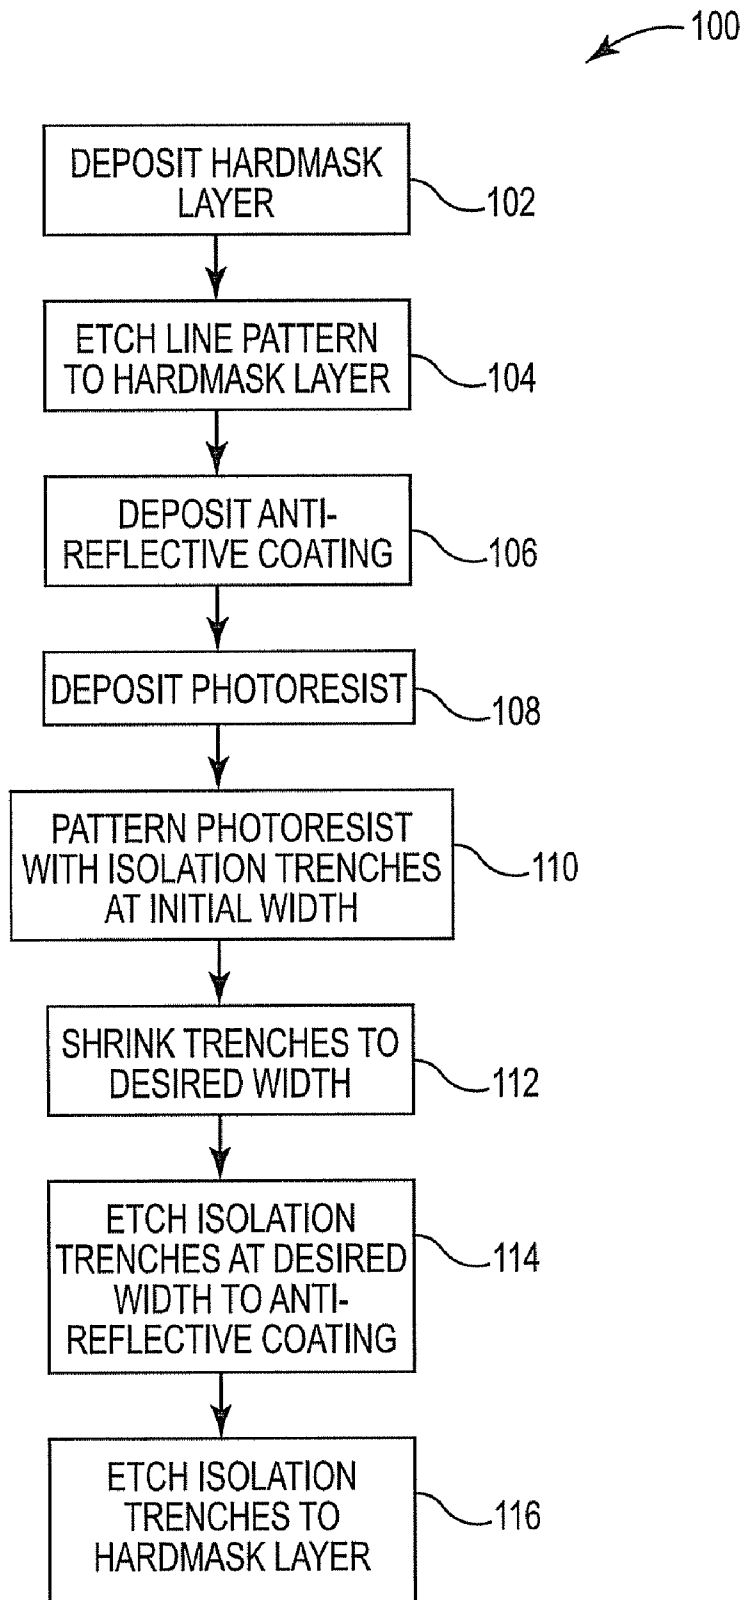 100
DEPOSIT HARDMASK
LAYER
102
ETCH LINE PATTERN
TO HARDMASK LAYER
104
DEPOSIT ANTI-
REFLECTIVE COATING
106
DEPOSIT PHOTORESIST
108
PATTERN PHOTORESIST
WITH ISOLATION TRENCHES
AT INITIAL WIDTH
110
SHRINK TRENCHES TO
DESIRED WIDTH
112
ETCH ISOLATION
TRENCHES AT DESIRED
WIDTH TO ANTI-
REFLECTIVE COATING
114
ETCH ISOLATION
TRENCHES TO
HARDMASK LAYER
116